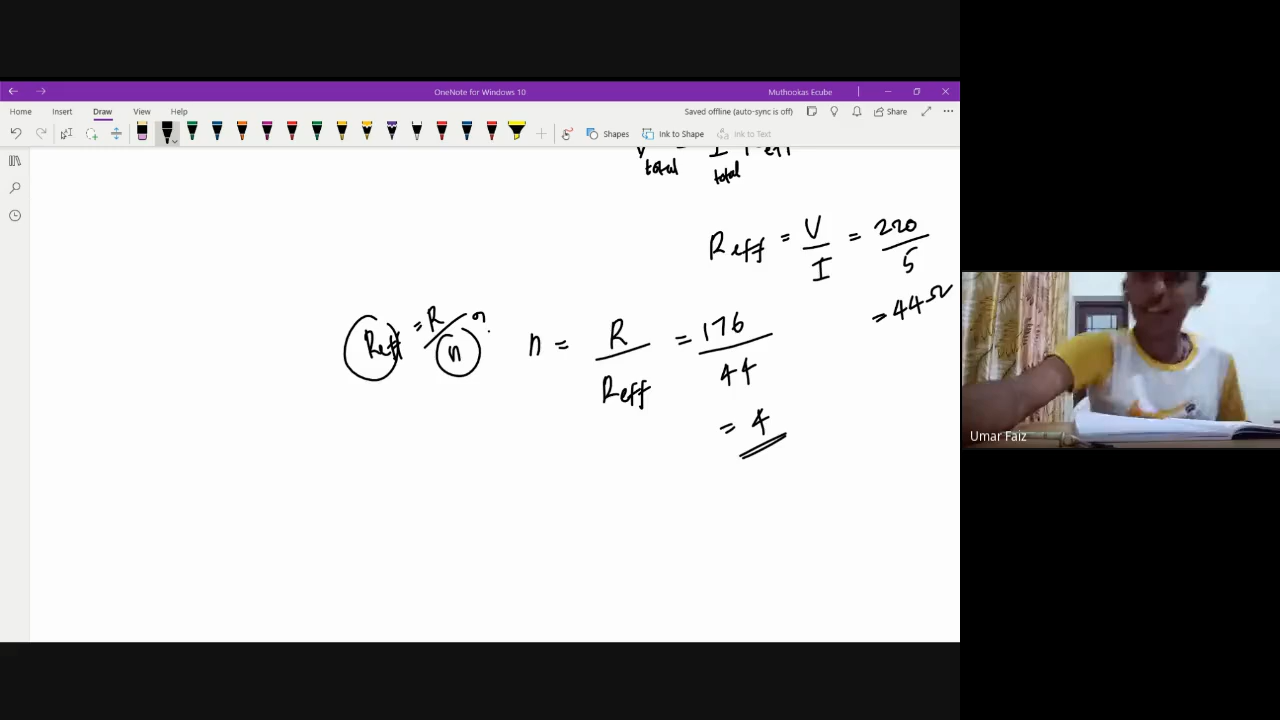 OneNote for Windows 10
Muthookas Ecube
Home Insert Draw View Help
Saved offline (auto-sync is off)
Share
Shapes
Ink to Shape
Ink to Text
total total
Reff = V/I = 220/5
= 44Ω
Reff = R/n
n = R/Reff = 176/44
= 4
Umar Faiz